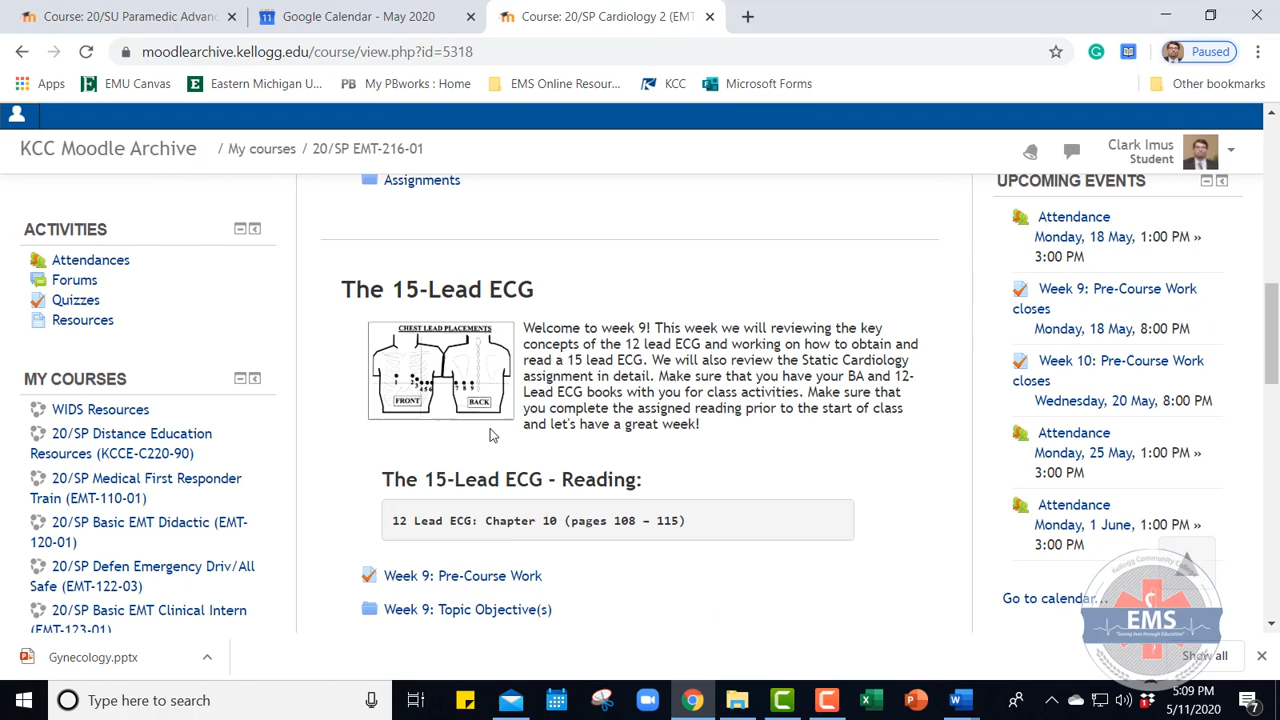 Course: 20/SU Paramedic Advan
Google Calendar - May 2020
Course: 20/SP Cardiology 2 (EMT
moodlearchive.kellogg.edu/course/view.php?id=5318
Paused
Apps
EMU Canvas
Eastern Michigan U...
PB My PBworks : Home
EMS Online Resour...
KCC
Microsoft Forms
Other bookmarks
KCC Moodle Archive
/ My courses / 20/SP EMT-216-01
Clark Imus
Student
ACTIVITIES
Attendances
Forums
Quizzes
Resources
MY COURSES
WIDS Resources
20/SP Distance Education
Resources (KCCE-C220-90)
20/SP Medical First Responder
Train (EMT-110-01)
20/SP Basic EMT Didactic (EMT-
120-01)
20/SP Defen Emergency Driv/All
Safe (EMT-122-03)
20/SP Basic EMT Clinical Intern
(EMT-123-01)
Assignments
The 15-Lead ECG
CHEST LEAD PLACEMENTS
FRONT
BACK
Welcome to week 9! This week we will reviewing the key
concepts of the 12 lead ECG and working on how to obtain and
read a 15 lead ECG. We will also review the Static Cardiology
assignment in detail. Make sure that you have your BA and 12-
Lead ECG books with you for class activities. Make sure that
you complete the assigned reading prior to the start of class
and let's have a great week!
The 15-Lead ECG - Reading:
12 Lead ECG: Chapter 10 (pages 108 – 115)
Week 9: Pre-Course Work
Week 9: Topic Objective(s)
UPCOMING EVENTS
Attendance
Monday, 18 May, 1:00 PM »
3:00 PM
Week 9: Pre-Course Work
closes
Monday, 18 May, 8:00 PM
Week 10: Pre-Course Work
closes
Wednesday, 20 May, 8:00 PM
Attendance
Monday, 25 May, 1:00 PM »
3:00 PM
Attendance
Monday, 1 June, 1:00 PM »
3:00 PM
Go to calendar...
Kellogg Community College
EMS
"Saving lives through Education"
Gynecology.pptx
Show all
Type here to search
5:09 PM
5/11/2020
7